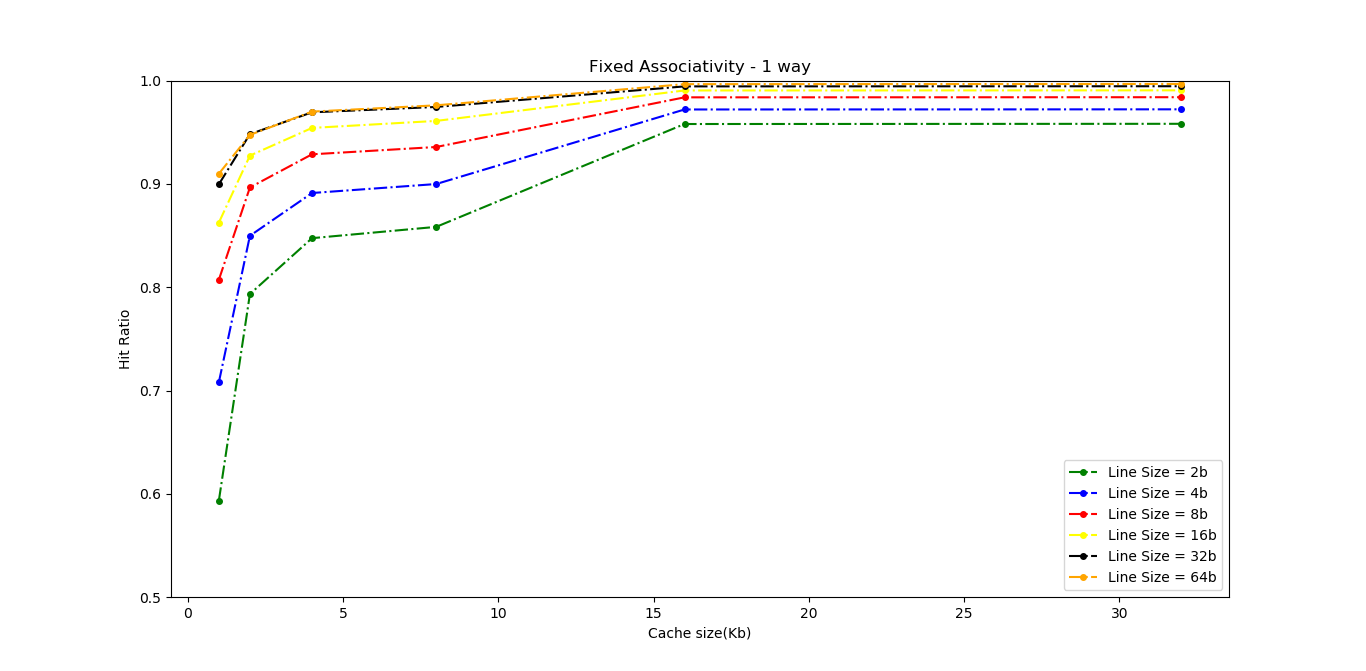 Fixed Associativity - 1 way
1.0
0.9
0.8
0.7
0.6
0.5
Hit Ratio
0 5 10 15 20 25 30
Cache size(Kb)
Line Size = 2b
Line Size = 4b
Line Size = 8b
Line Size = 16b
Line Size = 32b
Line Size = 64b